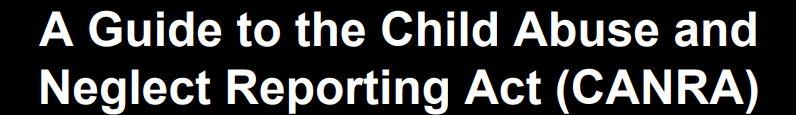 A Guide to the Child Abuse and
Neglect Reporting Act (CANRA)